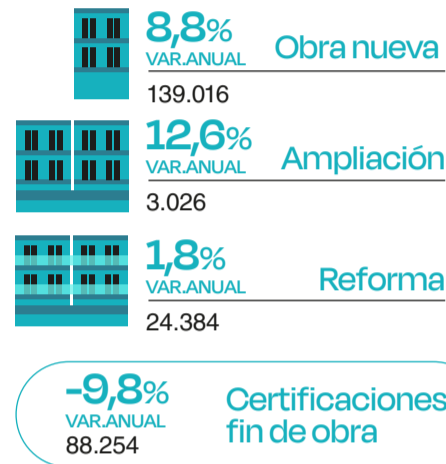 8,8%
VAR.ANUAL
Obra nueva
139.016
12,6%
VAR.ANUAL
Ampliación
3.026
1,8%
VAR.ANUAL
Reforma
24.384
-9,8%
VAR.ANUAL
88.254
Certificaciones
fin de obra